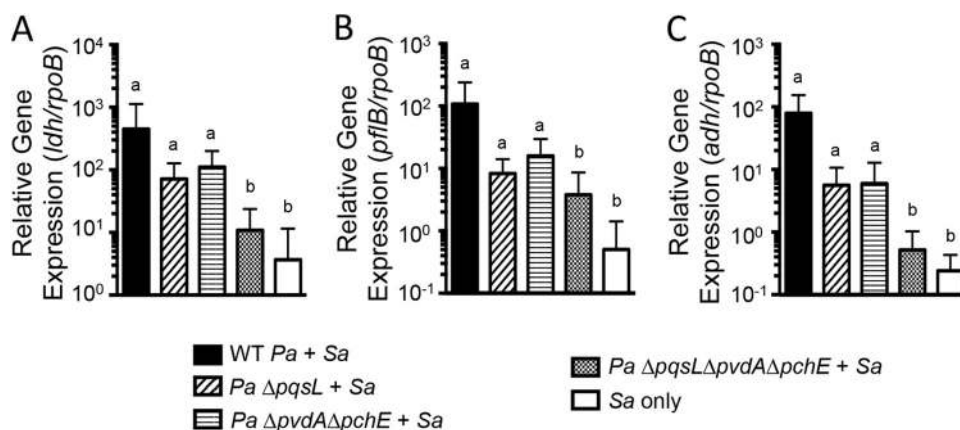 A
Relative Gene
Expression (ldh/rpoB)
10⁴
10³
10²
10¹
10⁰
a
a
a
b
b
B
Relative Gene
Expression (pflB/rpoB)
10³
10²
10¹
10⁰
10⁻¹
a
a
a
b
b
C
Relative Gene
Expression (adh/rpoB)
10³
10²
10¹
10⁰
10⁻¹
a
a
a
b
b
WT Pa + Sa
Pa ΔpqsL + Sa
Pa ΔpvdAΔpchE + Sa
Pa ΔpqsLΔpvdAΔpchE + Sa
Sa only